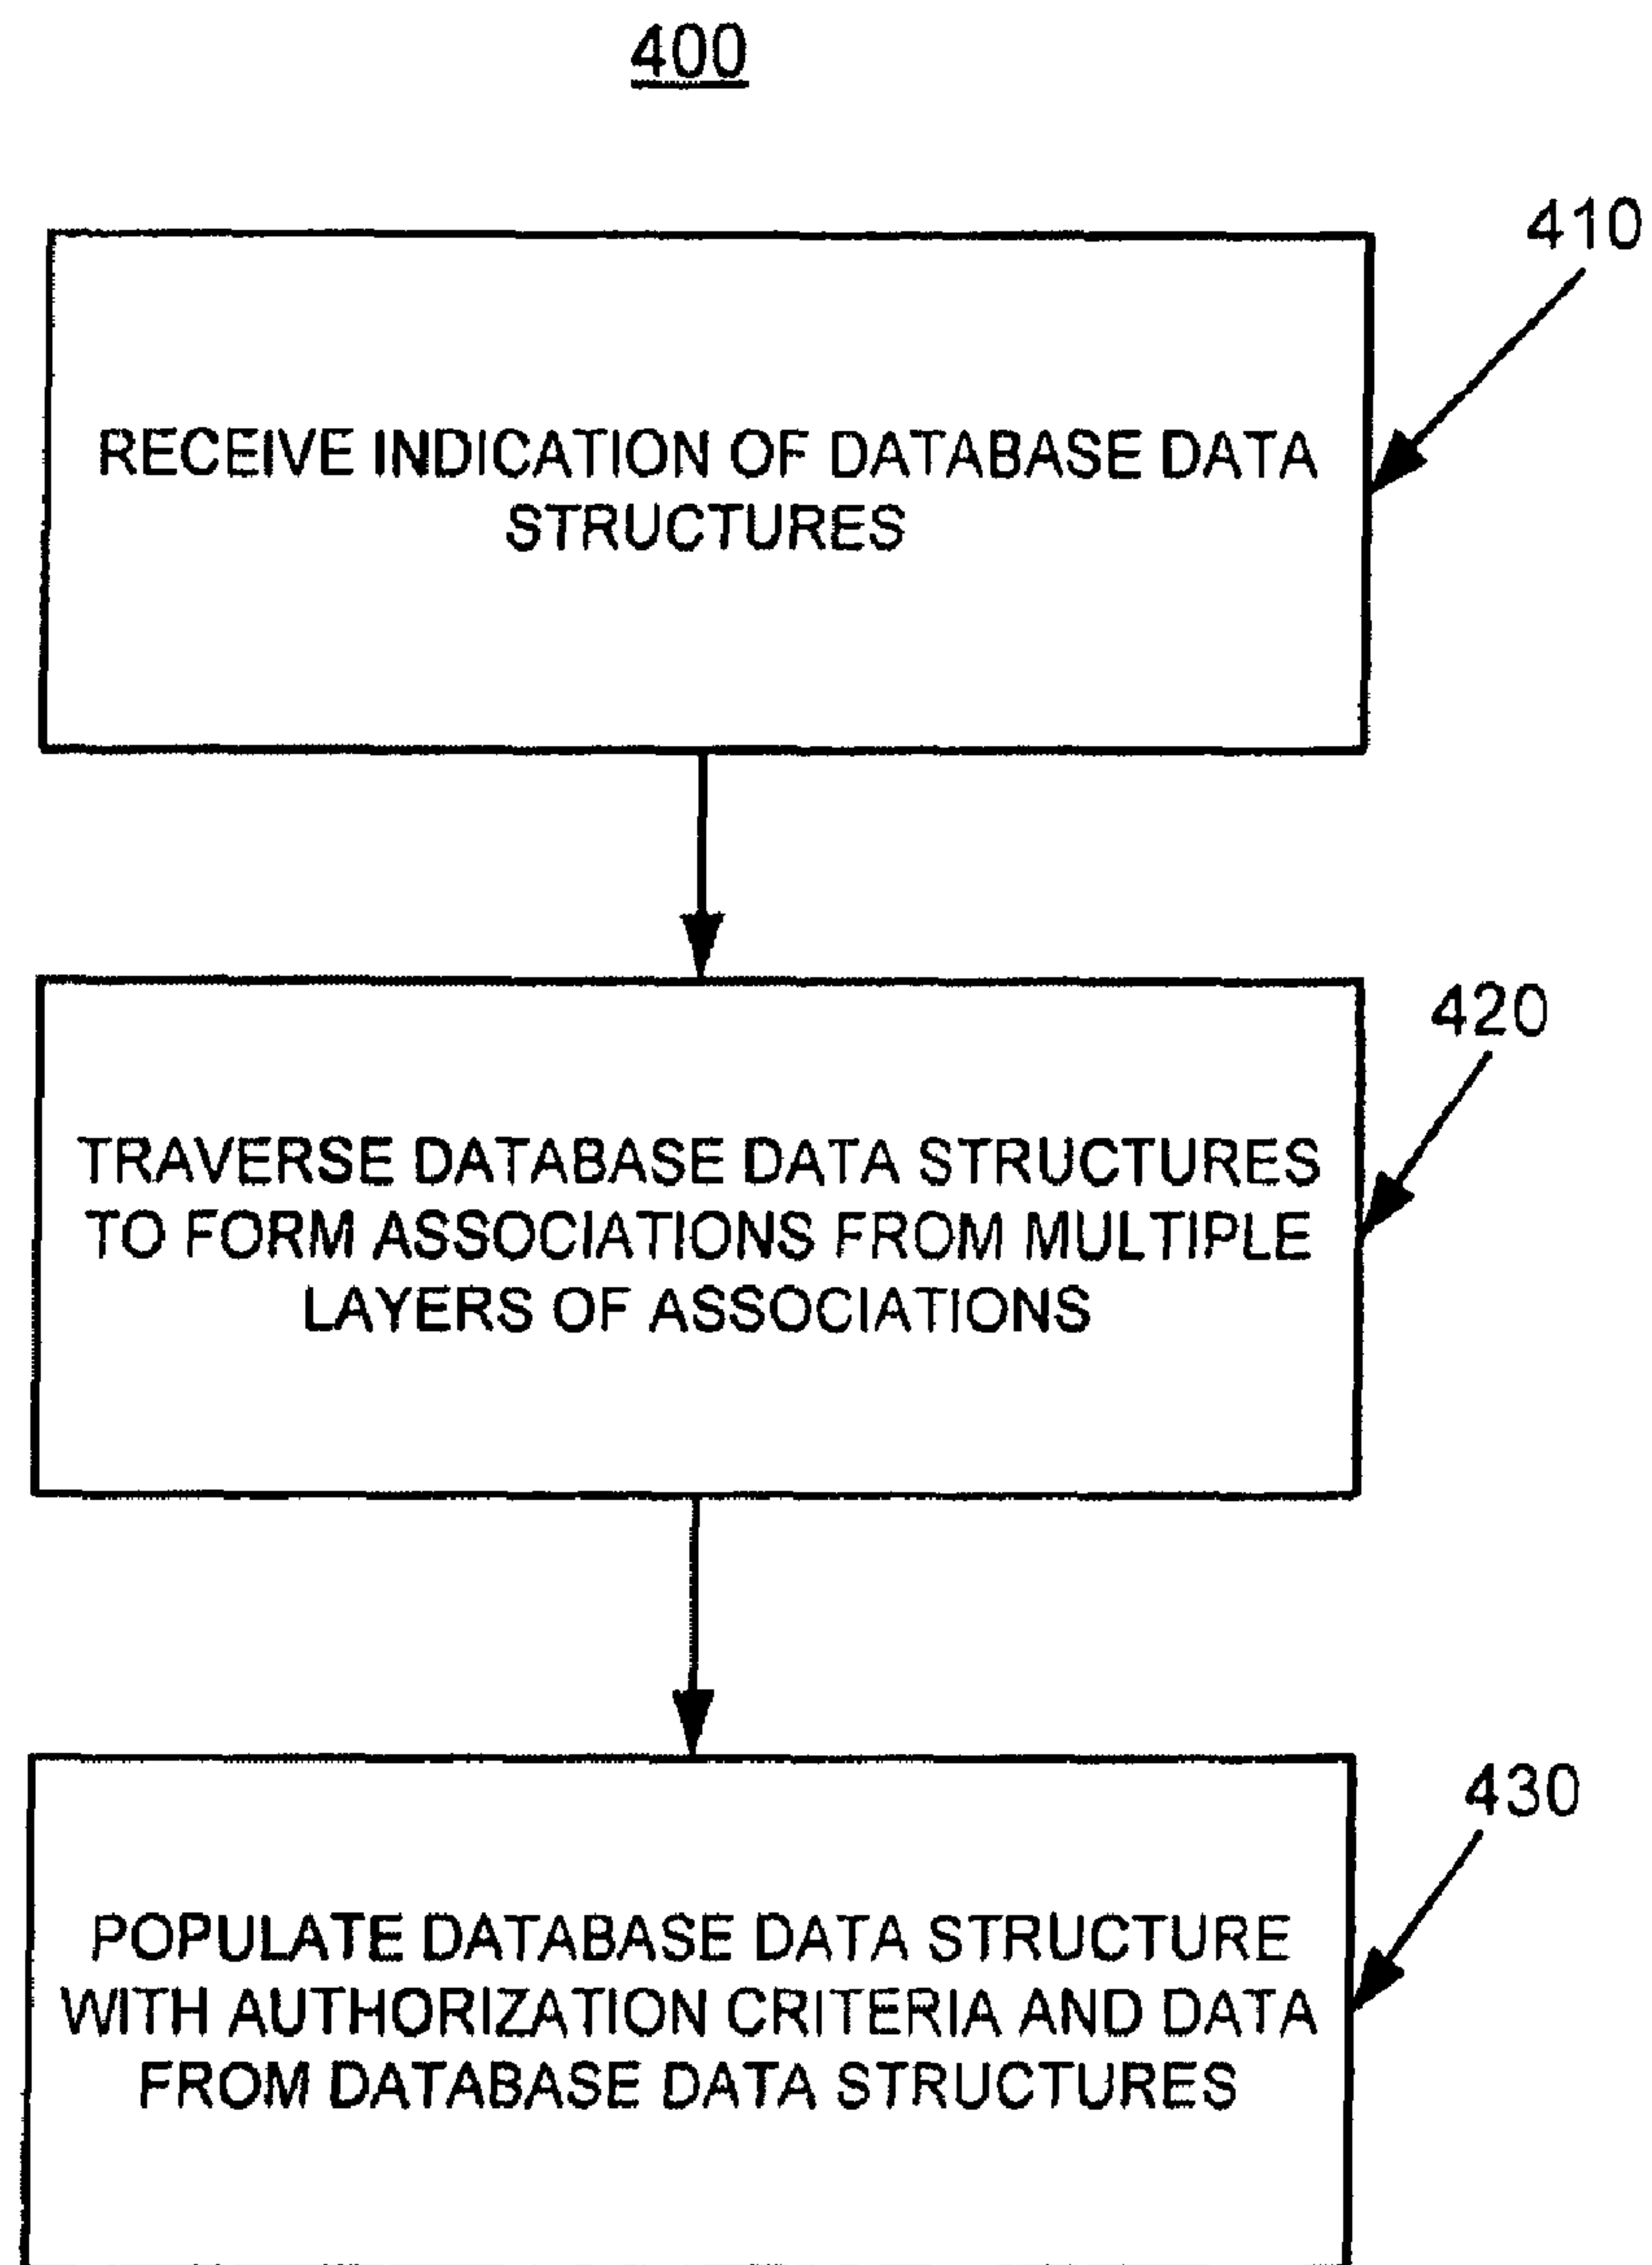 400
410
RECEIVE INDICATION OF DATABASE DATA
STRUCTURES
420
TRAVERSE DATABASE DATA STRUCTURES
TO FORM ASSOCIATIONS FROM MULTIPLE
LAYERS OF ASSOCIATIONS
430
POPULATE DATABASE DATA STRUCTURE
WITH AUTHORIZATION CRITERIA AND DATA
FROM DATABASE DATA STRUCTURES